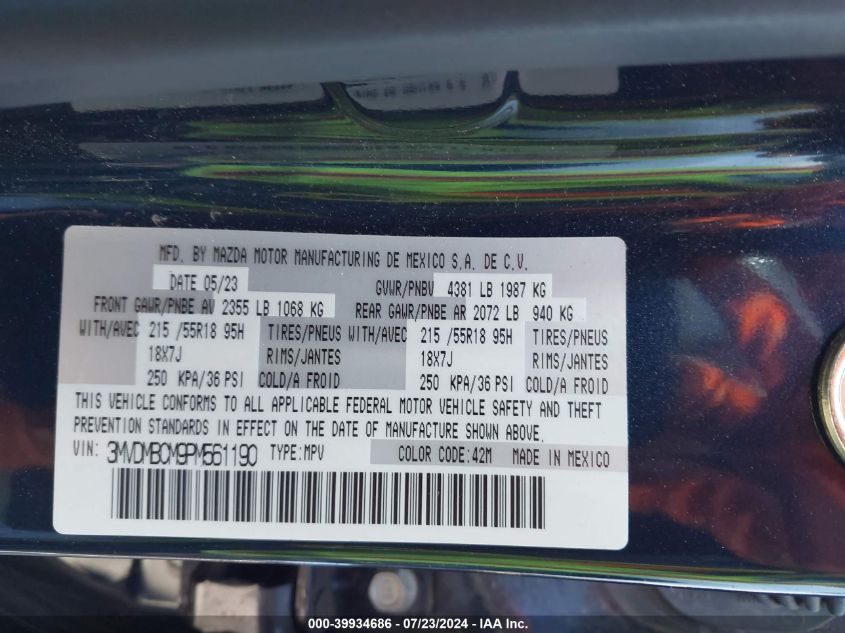 MFD. BY MAZDA MOTOR MANUFACTURING DE MEXICO S.A. DE C.V.
DATE 05/23 GVWR/PNBV 4381 LB 1987 KG
FRONT GAWR/PNBE AV 2355 LB 1068 KG REAR GAWR/PNBE AR 2072 LB 940 KG
WITH/AVEC 215 /55R18 95H TIRES/PNEUS WITH/AVEC 215 /55R18 95H TIRES/PNEUS
18X7J RIMS/JANTES 18X7J RIMS/JANTES
250 KPA/36 PSI COLD/A FROID 250 KPA/36 PSI COLD/A FROID
THIS VEHICLE CONFORMS TO ALL APPLICABLE FEDERAL MOTOR VEHICLE SAFETY AND THEFT
PREVENTION STANDARDS IN EFFECT ON THE DATE OF MANUFACTURE SHOWN ABOVE.
VIN: 3MVDMBCM9PM561190 TYPE:MPV COLOR CODE:42M MADE IN MEXICO
000-39934686 / 07/23/2024 - IAA Inc.